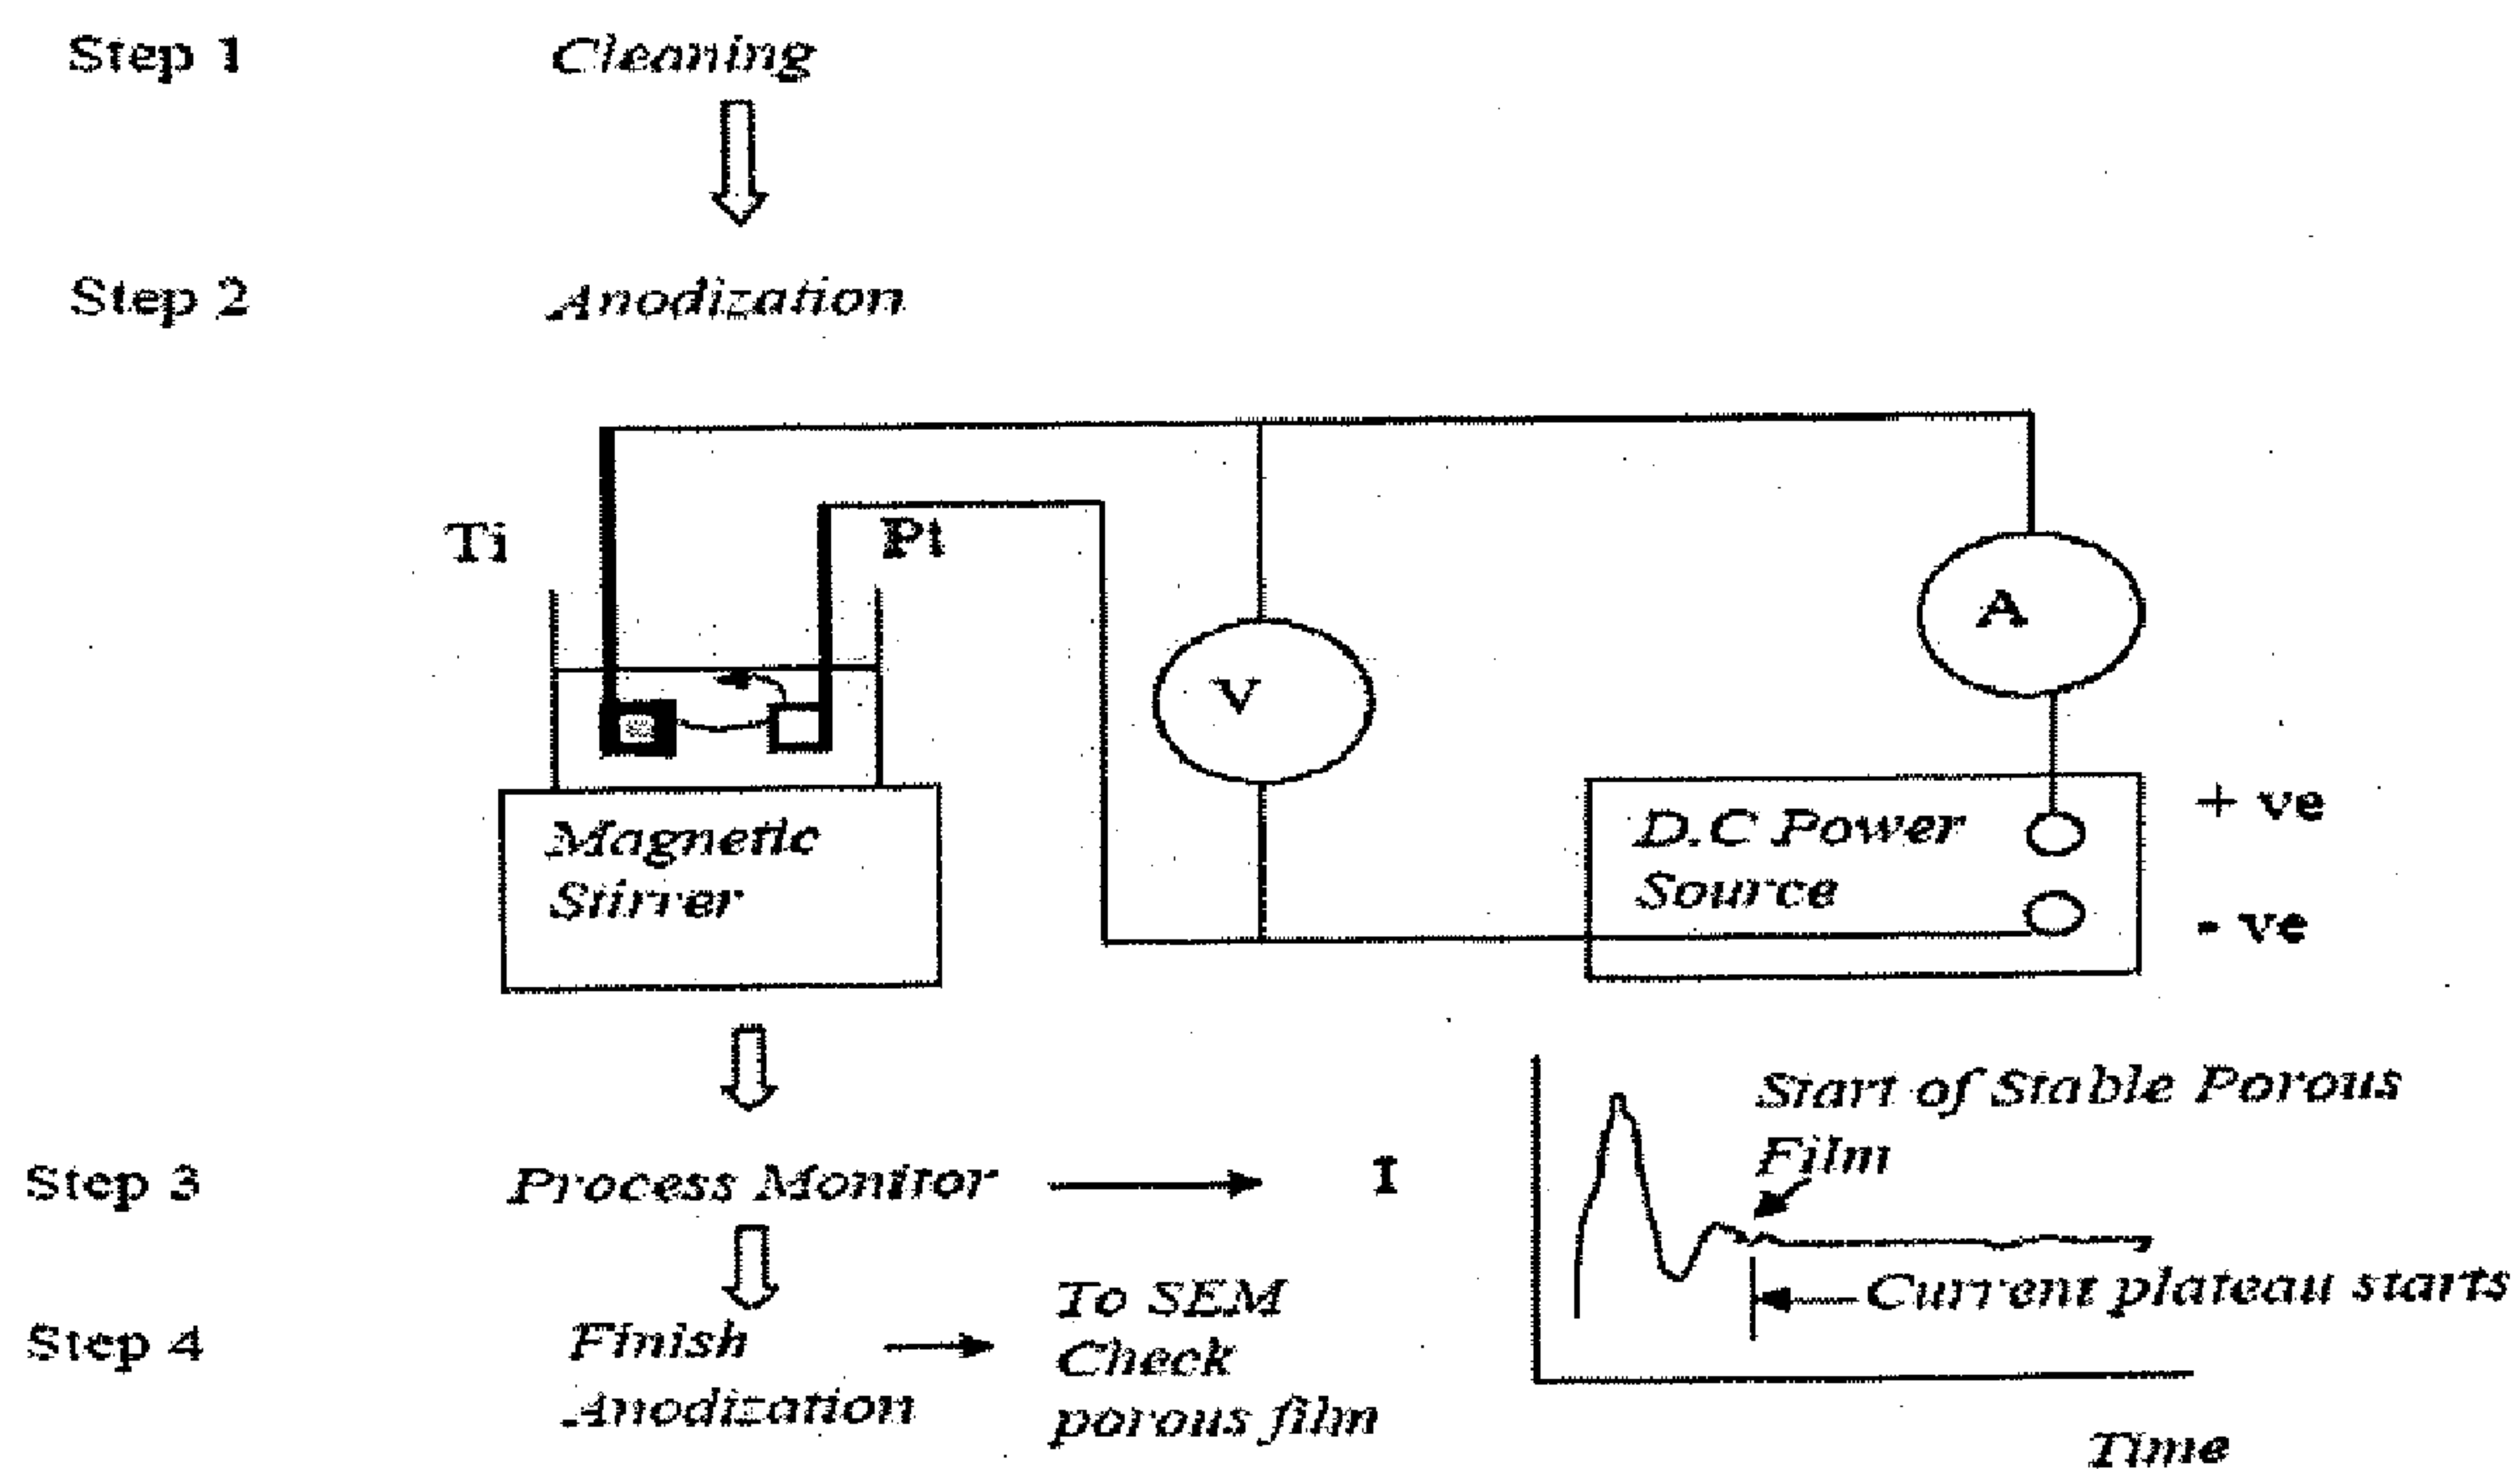 Step 1 Cleaning
Step 2 Anodization
Ti
Pt
V
A
Magnetic
Stirrer
D.C Power
Source
+ ve
- ve
Step 3 Process Monitor I
Start of Stable Porous
Film
Current plateau starts
Time
Step 4 Finish
Anodization
To SEM
Check
porous film